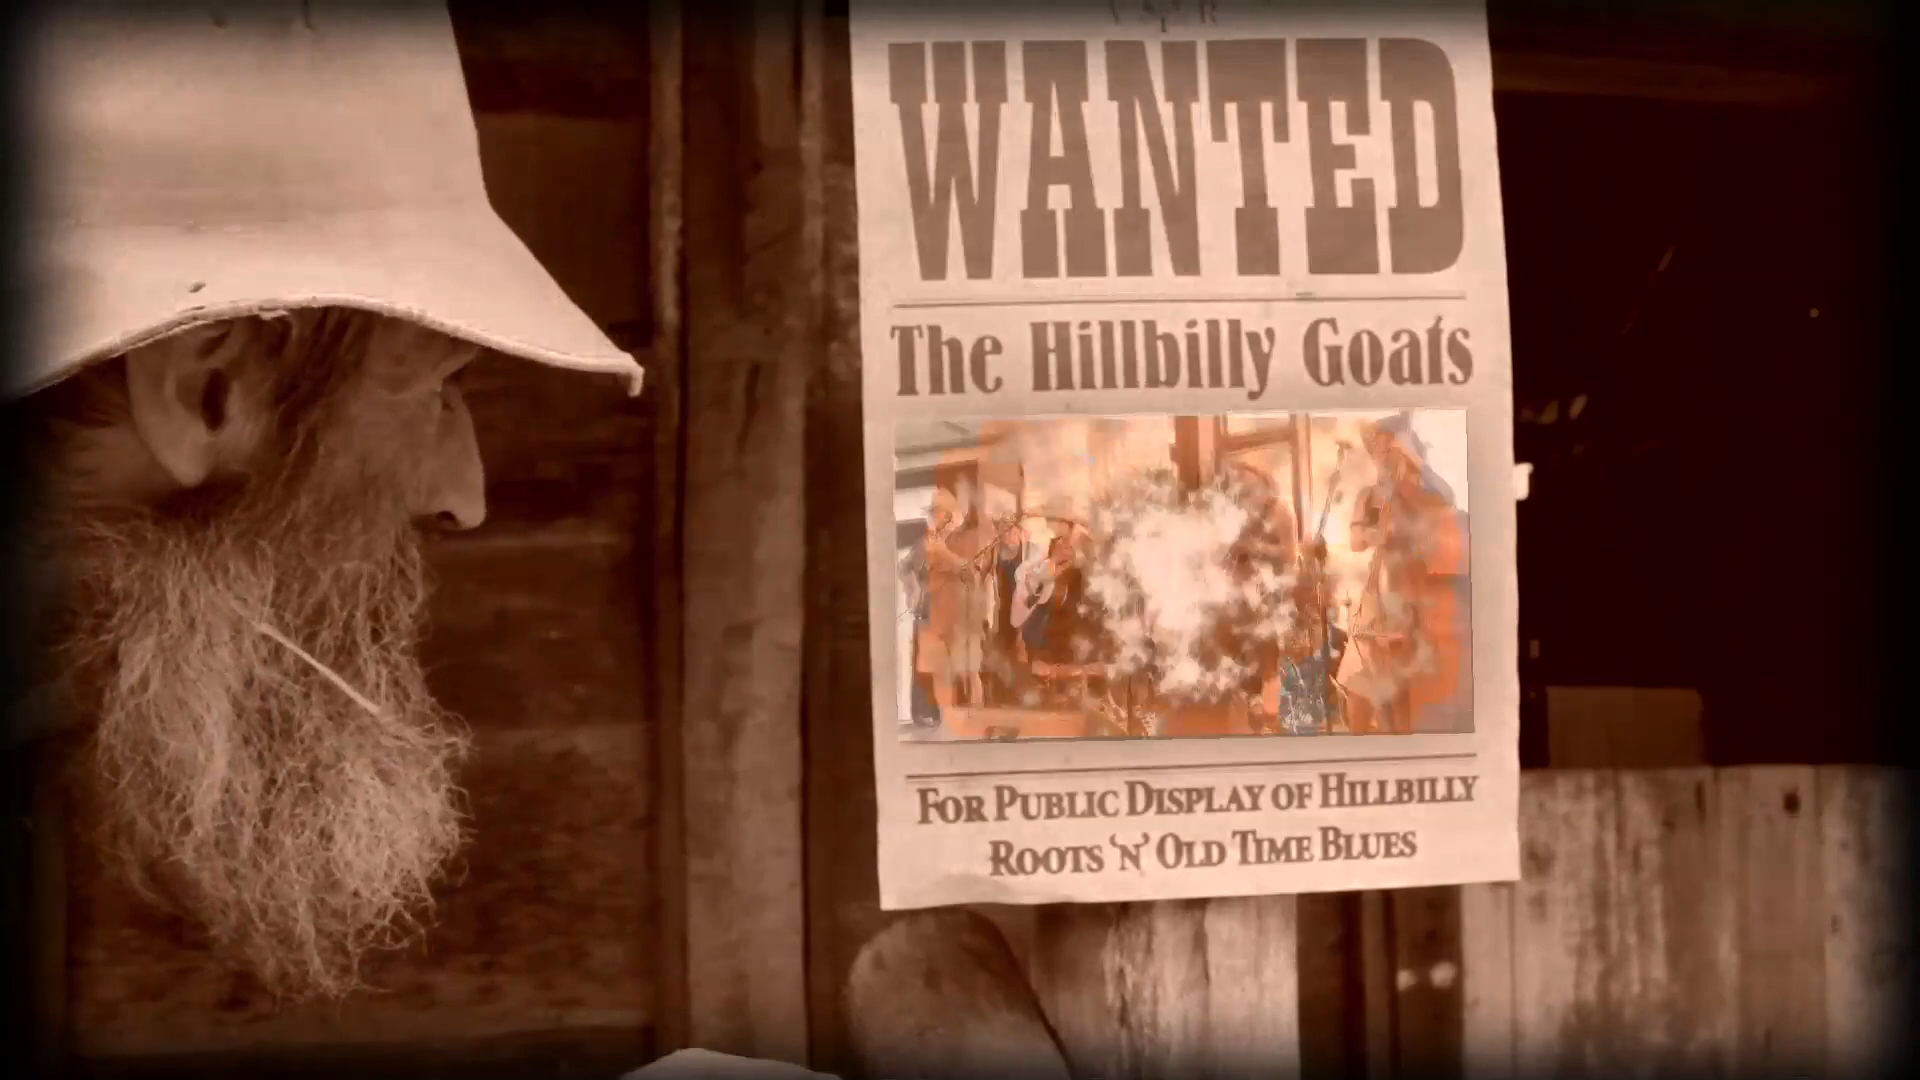 WANTED
The Hillbilly Goats
FOR PUBLIC DISPLAY OF HILLBILLY
ROOTS 'N' OLD TIME BLUES